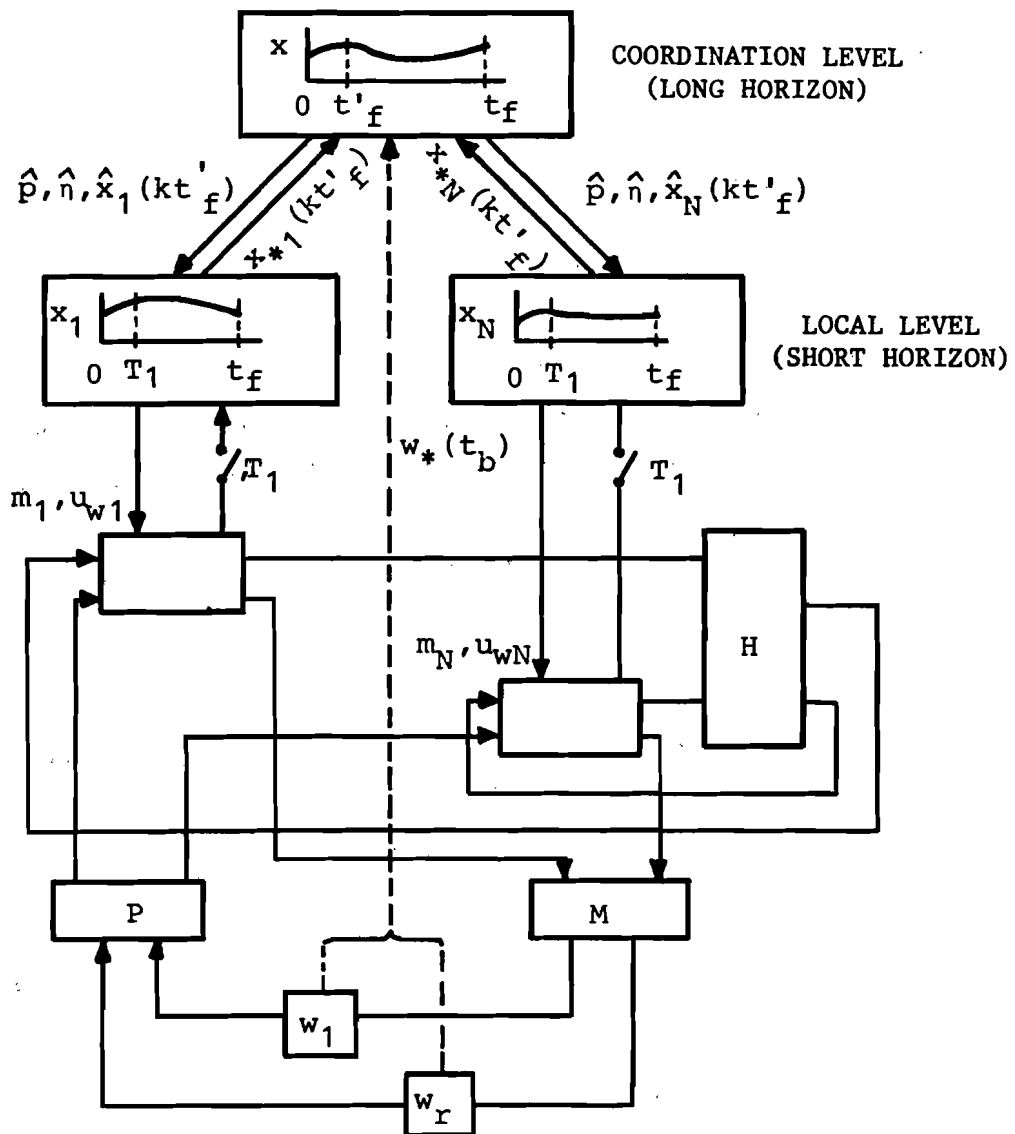 x
0 t'f tf
COORDINATION LEVEL
(LONG HORIZON)
p̂,η̂,x̂1(kt'f)
x*1(kt'f)
x*N(kt'f)
p̂,η̂,x̂N(kt'f)
x1
0 T1 tf
xN
0 T1 tf
LOCAL LEVEL
(SHORT HORIZON)
w*(tb)
T1
T1
m1,uw1
mN,uwN
H
P
M
w1
wr